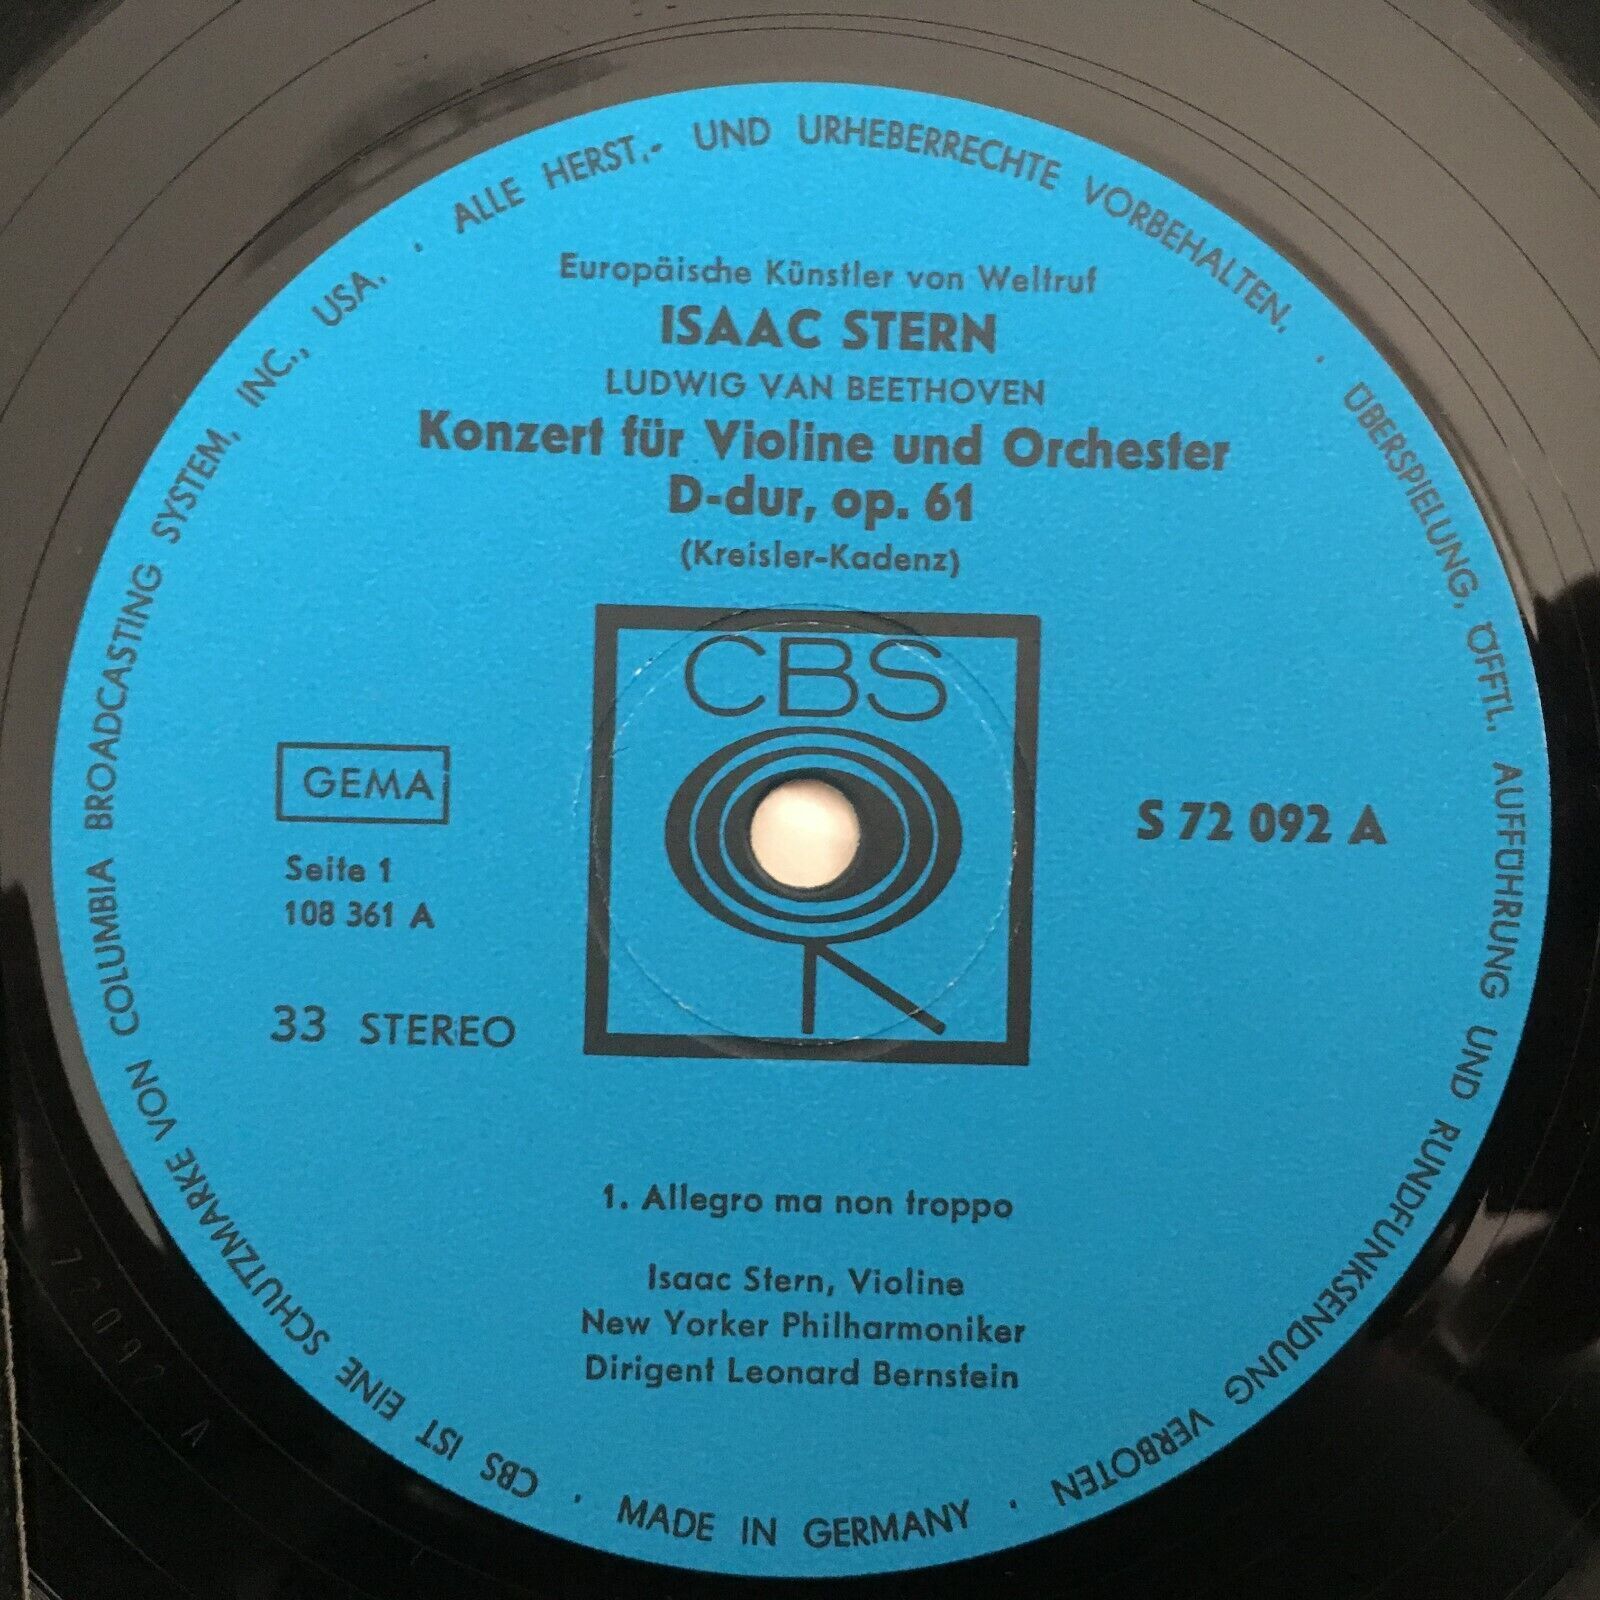 ALLE HERST.- UND URHEBERRECHTE VORBEHALTEN. · ÜBERSPIELUNG, ÖFFTL. AUFFÜHRUNG UND RUNDFUNKSENDUNG VERBOTEN · MADE IN GERMANY · CBS IST EINE SCHUTZMARKE VON COLUMBIA BROADCASTING SYSTEM, INC., USA. ·
Europäische Künstler von Weltruf
ISAAC STERN
LUDWIG VAN BEETHOVEN
Konzert für Violine und Orchester
D-dur, op. 61
(Kreisler-Kadenz)
CBS
GEMA
S 72 092 A
Seite 1
108 361 A
33 STEREO
1. Allegro ma non troppo
Isaac Stern, Violine
New Yorker Philharmoniker
Dirigent Leonard Bernstein